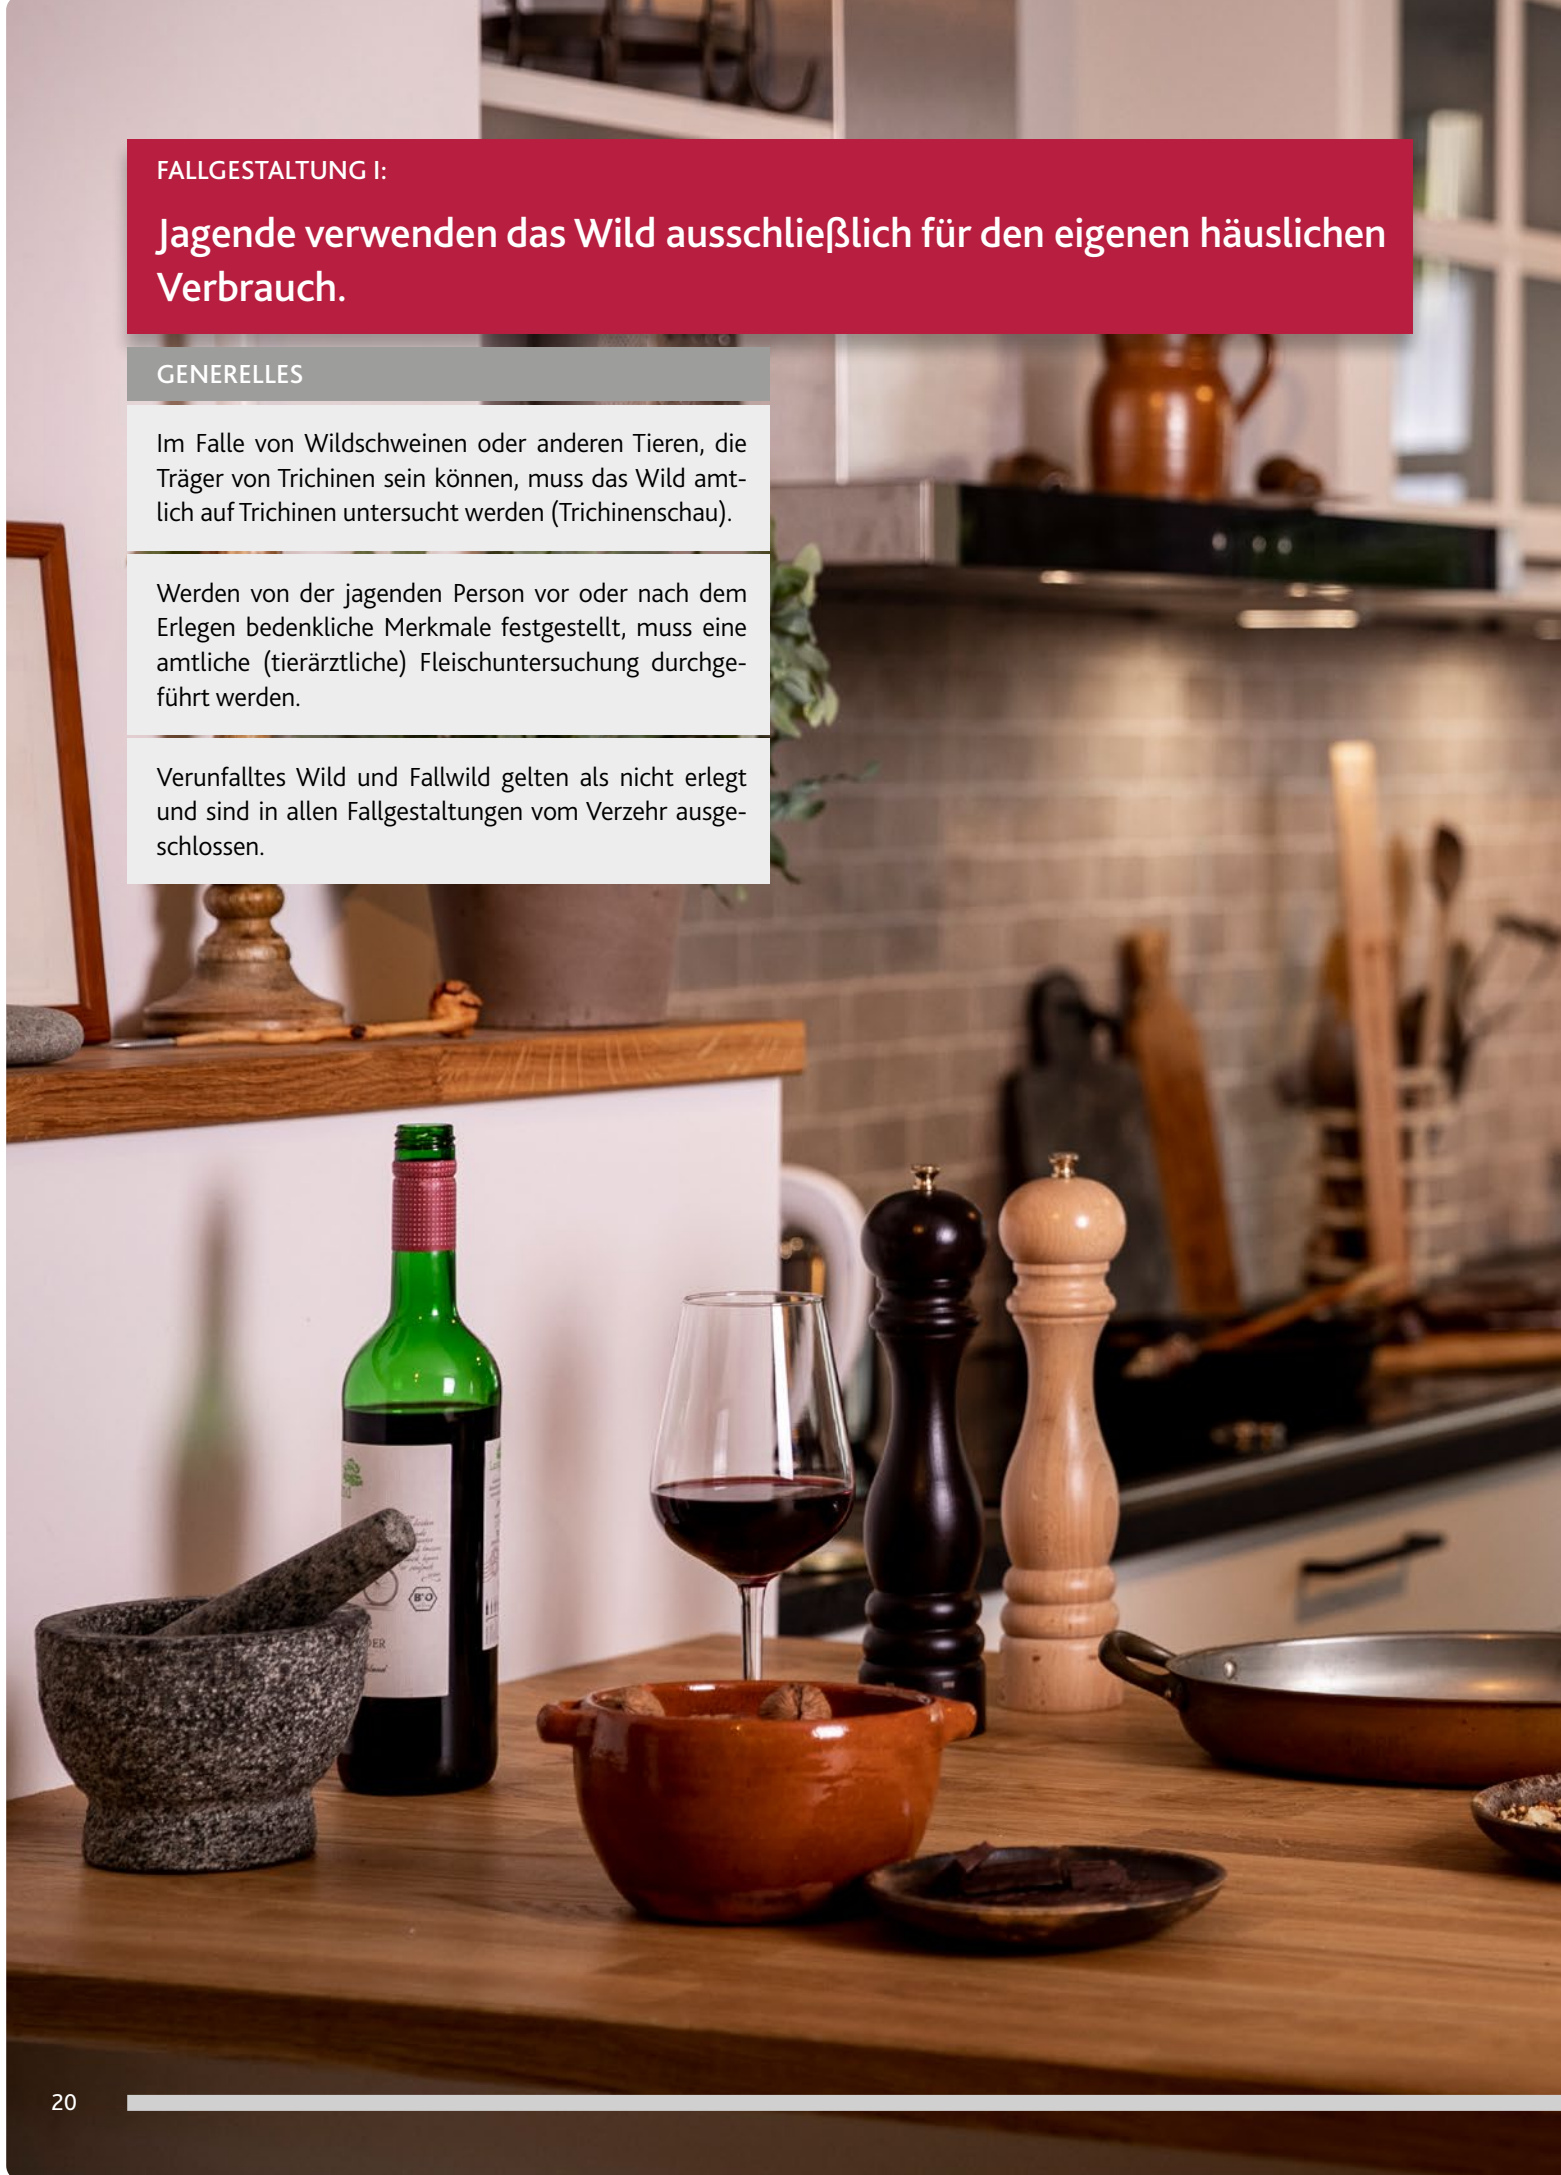 FALLGESTALTUNG I:
Jagende verwenden das Wild ausschließlich für den eigenen häuslichen
Verbrauch.
GENERELLES
Im Falle von Wildschweinen oder anderen Tieren, die
Träger von Trichinen sein können, muss das Wild amt-
lich auf Trichinen untersucht werden (Trichinenschau).
Werden von der jagenden Person vor oder nach dem
Erlegen bedenkliche Merkmale festgestellt, muss eine
amtliche (tierärztliche) Fleischuntersuchung durchge-
führt werden.
Verunfalltes Wild und Fallwild gelten als nicht erlegt
und sind in allen Fallgestaltungen vom Verzehr ausge-
schlossen.
BIO
20